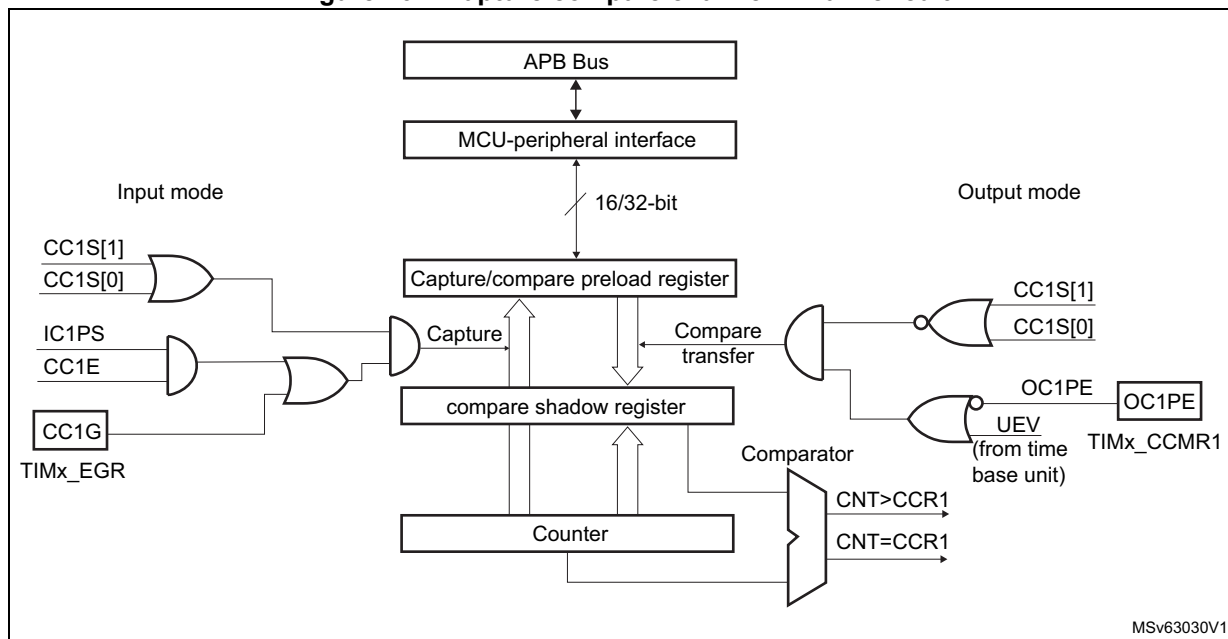 APB Bus
MCU-peripheral interface
Input mode
16/32-bit
Output mode
CC1S[1]
CC1S[0]
Capture/compare preload register
CC1S[1]
CC1S[0]
IC1PS
CC1E
Capture
Compare
transfer
compare shadow register
OC1PE
OC1PE
CC1G
UEV
(from time
base unit)
TIMx_CCMR1
TIMx_EGR
Comparator
CNT>CCR1
Counter
CNT=CCR1
MSv63030V1